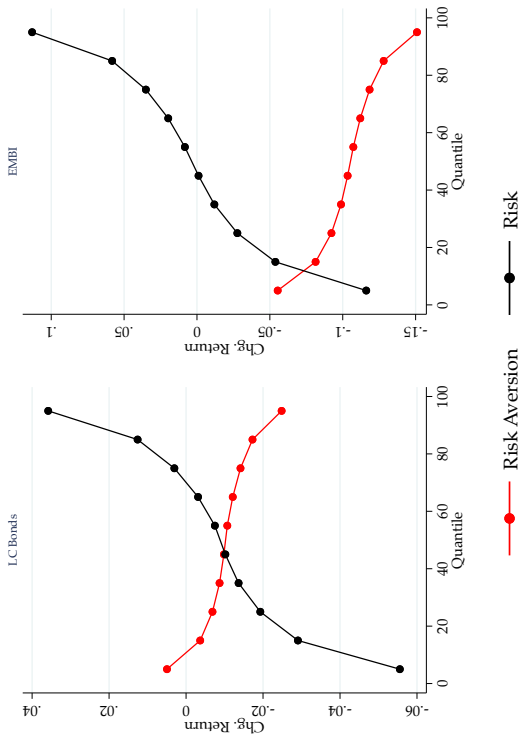 LC Bonds
.04
.02
0
-.02
-.04
-.06
Chg. Return
0 20 40 60 80 100
Quantile
EMBI
.1
.05
0
-.05
-.1
-.15
Chg. Return
0 20 40 60 80 100
Quantile
Risk Aversion
Risk